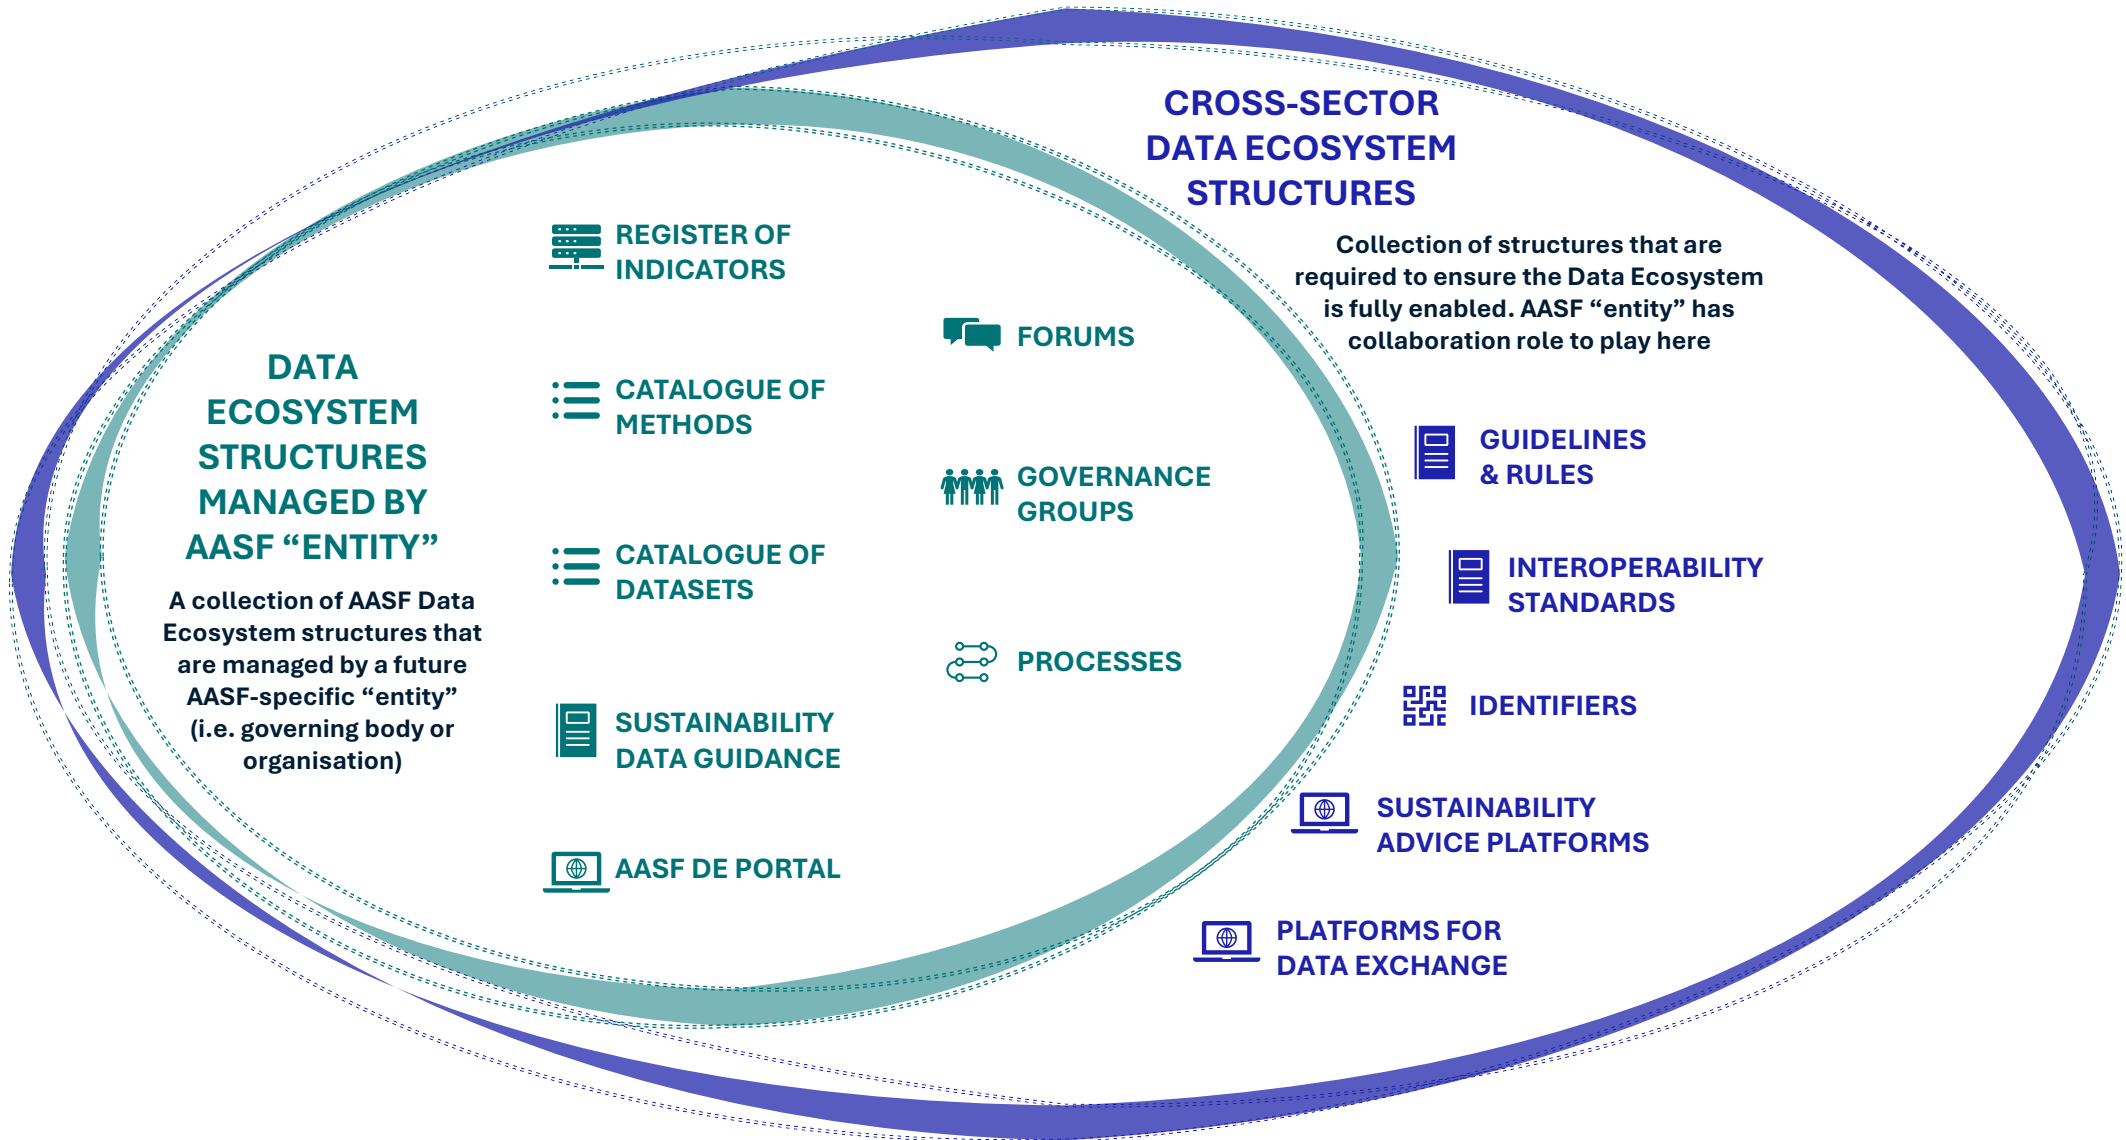 DATA
ECOSYSTEM
STRUCTURES
MANAGED BY
AASF “ENTITY”
A collection of AASF Data
Ecosystem structures that
are managed by a future
AASF-specific “entity”
(i.e. governing body or
organisation)
REGISTER OF
INDICATORS
CATALOGUE OF
METHODS
CATALOGUE OF
DATASETS
SUSTAINABILITY
DATA GUIDANCE
AASF DE PORTAL
FORUMS
GOVERNANCE
GROUPS
PROCESSES
CROSS-SECTOR
DATA ECOSYSTEM
STRUCTURES
Collection of structures that are
required to ensure the Data Ecosystem
is fully enabled. AASF “entity” has
collaboration role to play here
GUIDELINES
& RULES
INTEROPERABILITY
STANDARDS
IDENTIFIERS
SUSTAINABILITY
ADVICE PLATFORMS
PLATFORMS FOR
DATA EXCHANGE